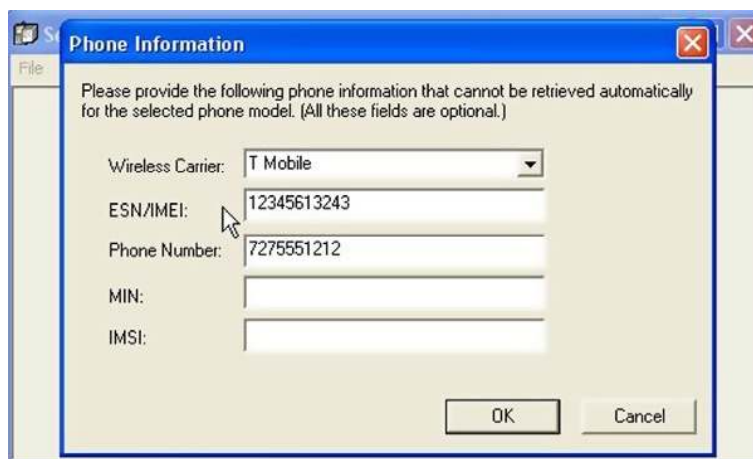 Phone Information
File
Please provide the following phone information that cannot be retrieved automatically
for the selected phone model. (All these fields are optional.)
Wireless Carrier: T Mobile
ESN/IMEI: 12345613243
Phone Number: 7275551212
MIN:
IMSI:
OK Cancel